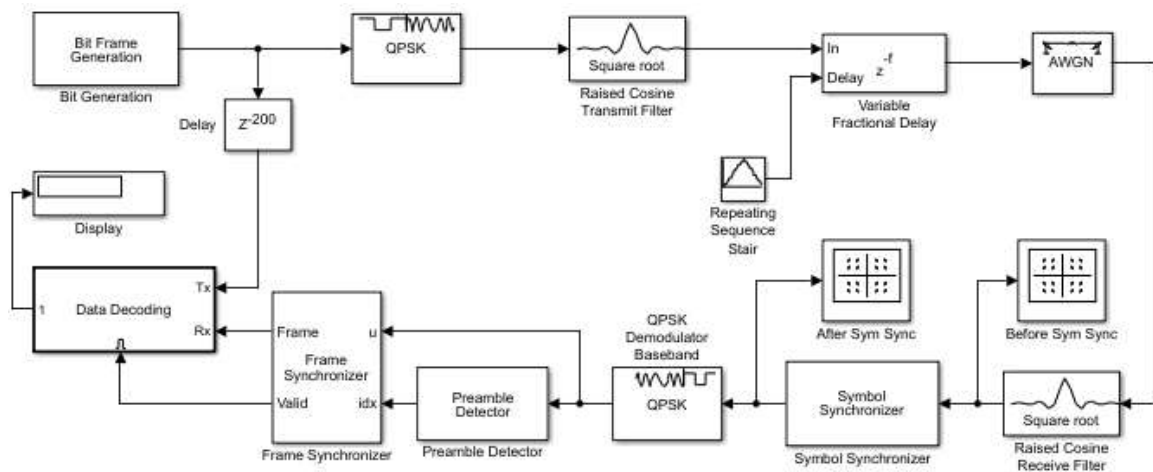 Bit Frame
Generation
Bit Generation
QPSK
Square root
Raised Cosine
Transmit Filter
In
Delay
z-f
Variable
Fractional Delay
AWGN
Delay
Z-200
Repeating
Sequence
Stair
Display
1
Data Decoding
Tx
Rx
Frame
Valid
Frame
Synchronizer
u
idx
Frame Synchronizer
Preamble
Detector
Preamble Detector
QPSK
Demodulator
Baseband
QPSK
After Sym Sync
Before Sym Sync
Symbol
Synchronizer
Symbol Synchronizer
Square root
Raised Cosine
Receive Filter